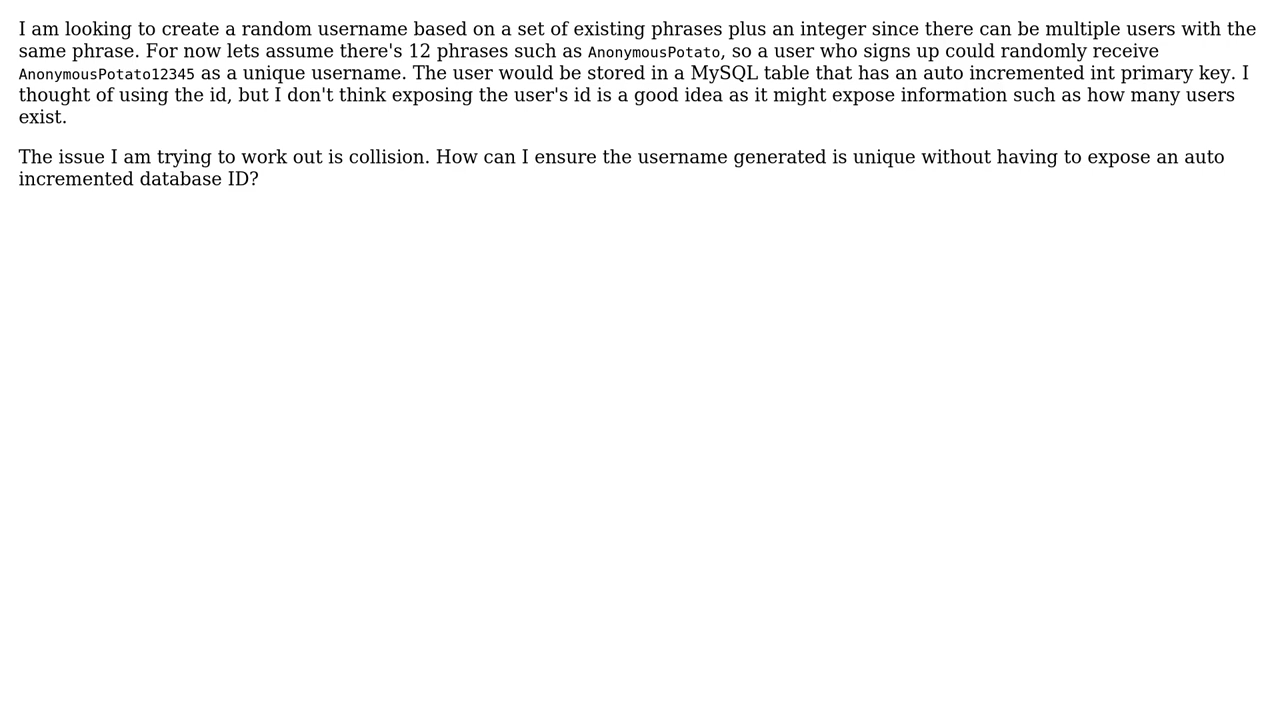 I am looking to create a random username based on a set of existing phrases plus an integer since there can be multiple users with the
same phrase. For now lets assume there's 12 phrases such as AnonymousPotato, so a user who signs up could randomly receive
AnonymousPotato12345 as a unique username. The user would be stored in a MySQL table that has an auto incremented int primary key. I
thought of using the id, but I don't think exposing the user's id is a good idea as it might expose information such as how many users
exist.
The issue I am trying to work out is collision. How can I ensure the username generated is unique without having to expose an auto
incremented database ID?